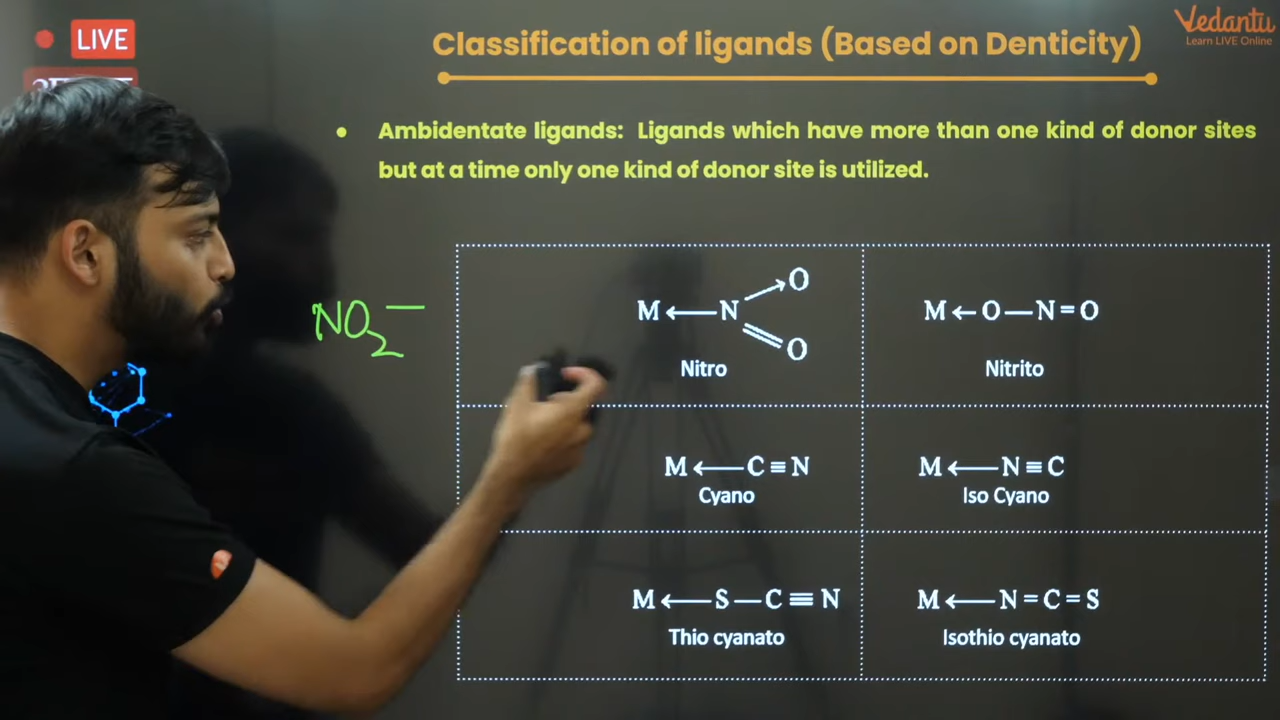 LIVE
Vedantu
Learn LIVE Online
Classification of ligands (Based on Denticity)
• Ambidentate ligands: Ligands which have more than one kind of donor sites
but at a time only one kind of donor site is utilized.
NO₂⁻
M ← N → O
= O
Nitro
M ← O — N = O
Nitrito
M ← C ≡ N
Cyano
M ← N ≡ C
Iso Cyano
M ← S — C ≡ N
Thio cyanato
M ← N = C = S
Isothio cyanato